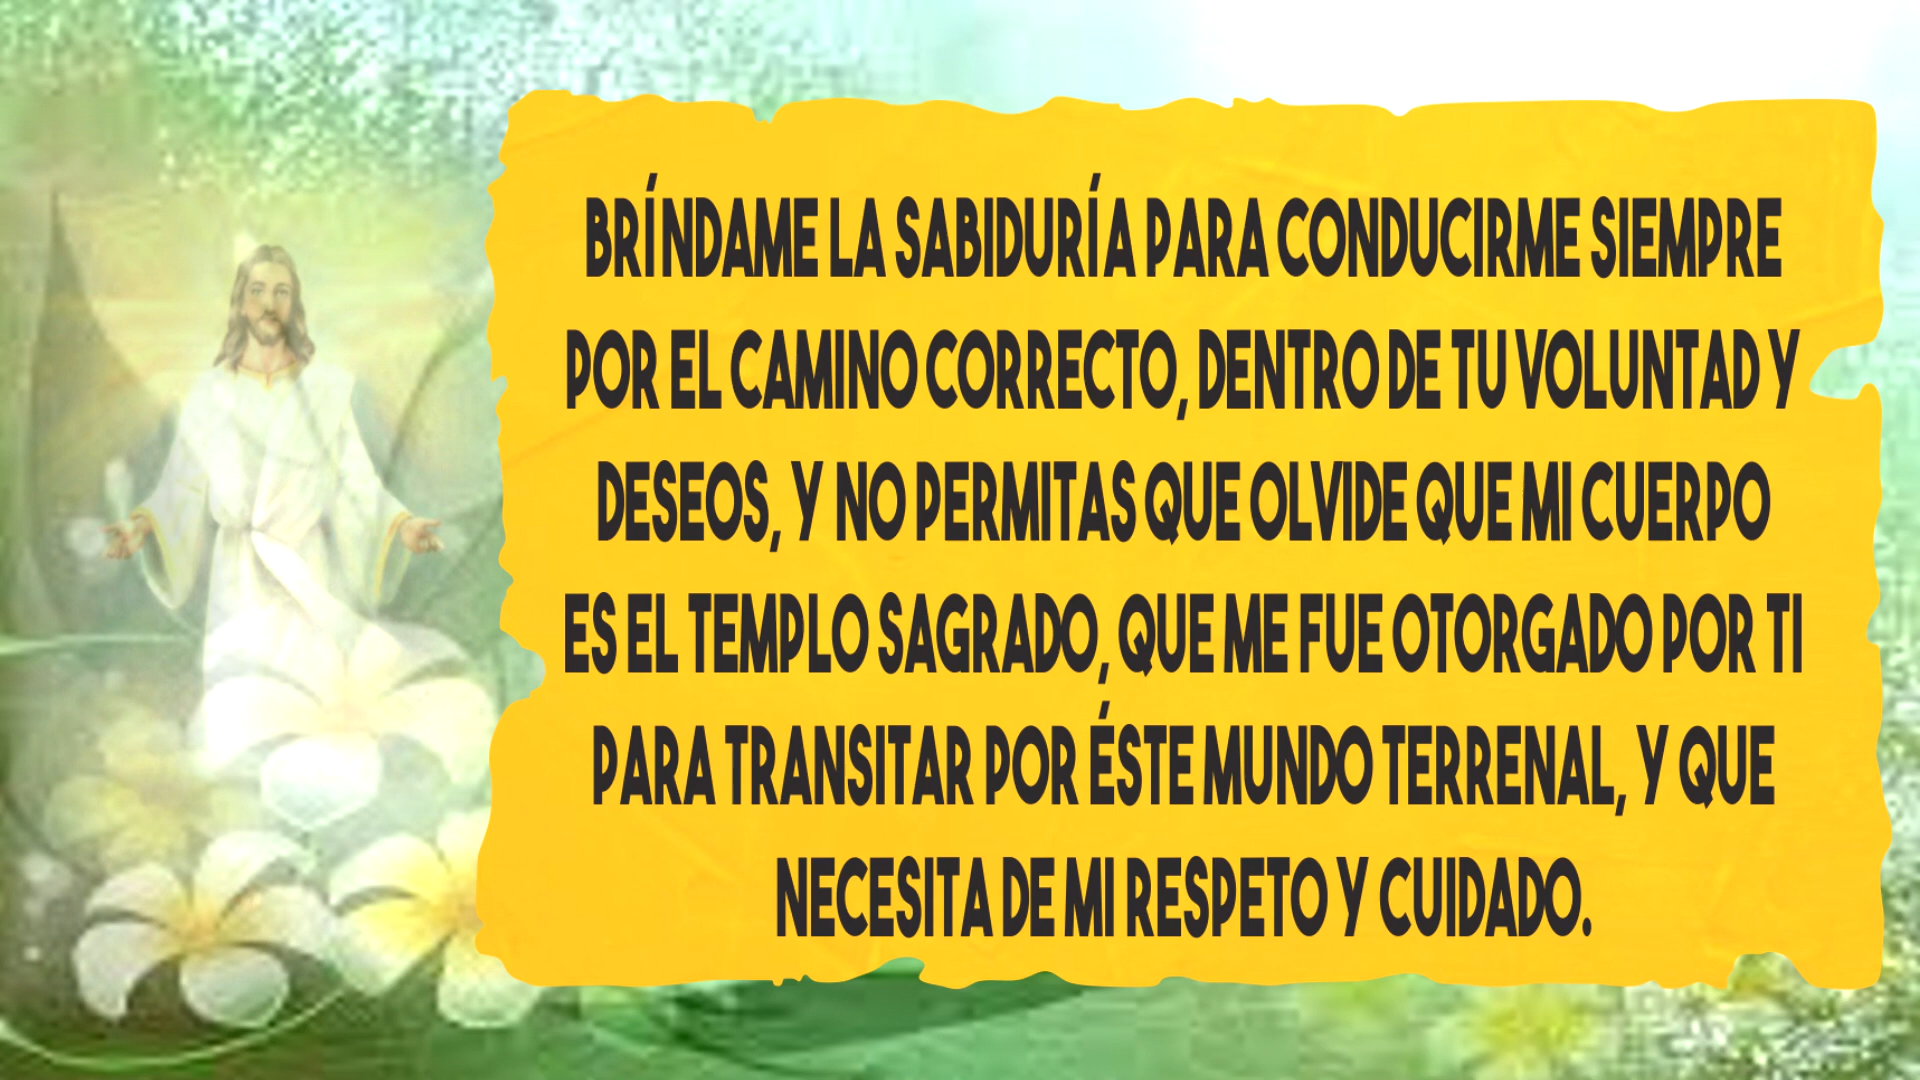 BRÍNDAME LA SABIDURÍA PARA CONDUCIRME SIEMPRE
POR EL CAMINO CORRECTO, DENTRO DE TU VOLUNTAD Y
DESEOS, Y NO PERMITAS QUE OLVIDE QUE MI CUERPO
ES EL TEMPLO SAGRADO, QUE ME FUE OTORGADO POR TI
PARA TRANSITAR POR ÉSTE MUNDO TERRENAL, Y QUE
NECESITA DE MI RESPETO Y CUIDADO.